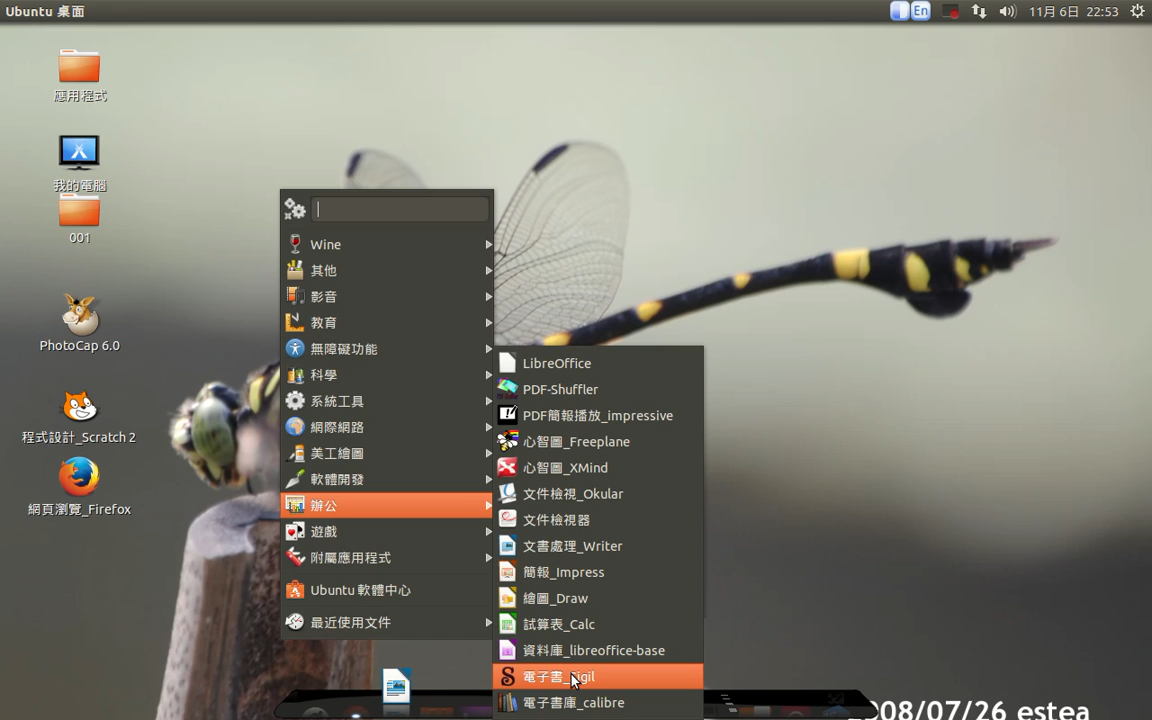 Ubuntu 桌面
En
11月 6日 22:53
應用程式
我的電腦
001
PhotoCap 6.0
程式設計_Scratch 2
網頁瀏覽_Firefox
Wine
其他
影音
教育
無障礙功能
科學
系統工具
網際網路
美工繪圖
軟體開發
辦公
遊戲
附屬應用程式
Ubuntu 軟體中心
最近使用文件
LibreOffice
PDF-Shuffler
PDF簡報播放_impressive
心智圖_Freeplane
心智圖_XMind
文件檢視_Okular
文件檢視器
文書處理_Writer
簡報_Impress
繪圖_Draw
試算表_Calc
資料庫_libreoffice-base
電子書_Sigil
電子書庫_calibre
2008/07/26 estea